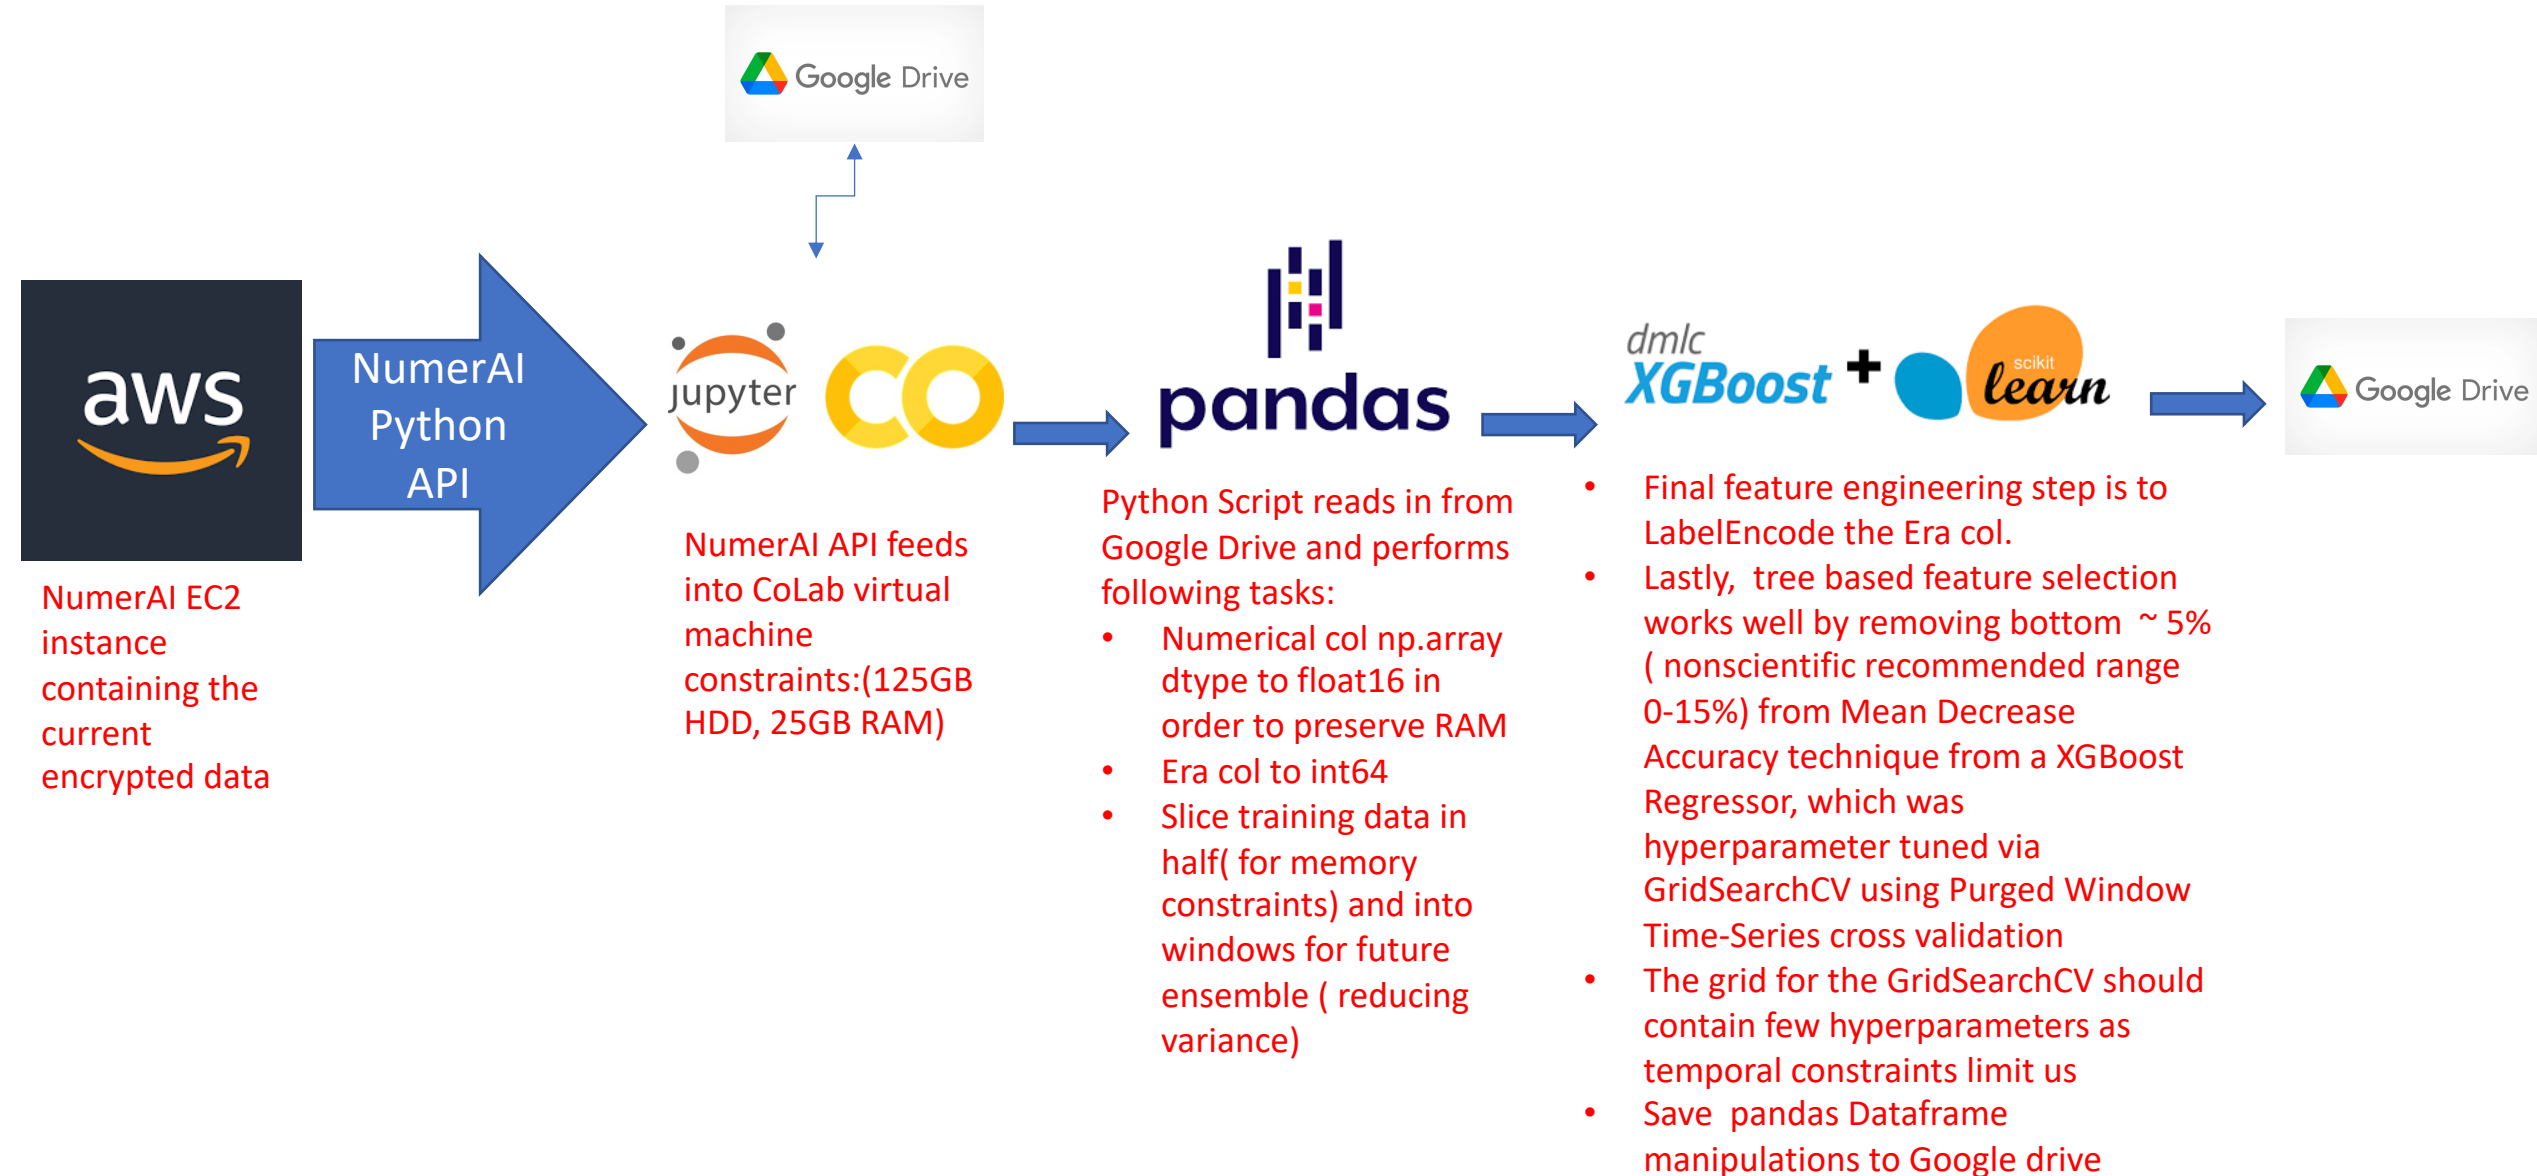 Google Drive
aws
NumerAI
Python
API
NumerAI EC2
instance
containing the
current
encrypted data
jupyter
CO
NumerAI API feeds
into CoLab virtual
machine
constraints:(125GB
HDD, 25GB RAM)
pandas
Python Script reads in from
Google Drive and performs
following tasks:
• Numerical col np.array
dtype to float16 in
order to preserve RAM
• Era col to int64
• Slice training data in
half( for memory
constraints) and into
windows for future
ensemble ( reducing
variance)
dmlc
XGBoost +
scikit
learn
• Final feature engineering step is to
LabelEncode the Era col.
• Lastly, tree based feature selection
works well by removing bottom ~ 5%
( nonscientific recommended range
0-15%) from Mean Decrease
Accuracy technique from a XGBoost
Regressor, which was
hyperparameter tuned via
GridSearchCV using Purged Window
Time-Series cross validation
• The grid for the GridSearchCV should
contain few hyperparameters as
temporal constraints limit us
• Save pandas Dataframe
manipulations to Google drive
Google Drive